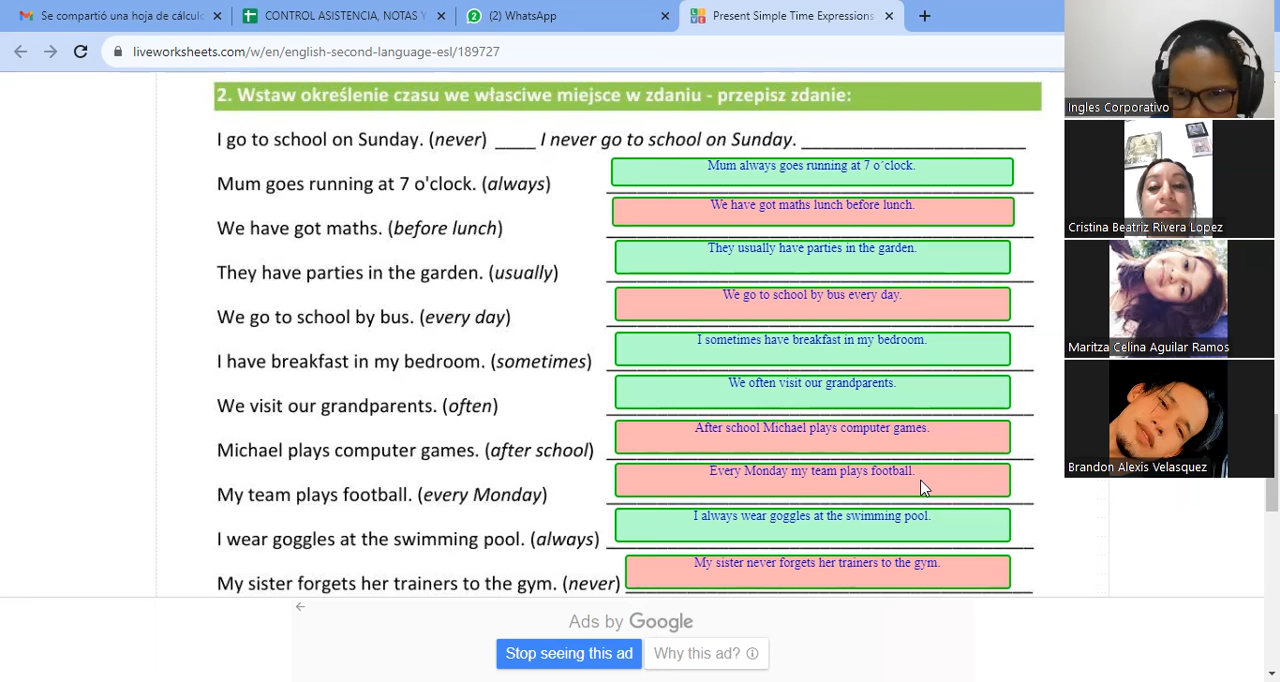 Se compartió una hoja de cálcul
CONTROL ASISTENCIA, NOTAS Y
(2) WhatsApp
Present Simple Time Expressions
liveworksheets.com/w/en/english-second-language-esl/189727
2. Wstaw określenie czasu we własciwe miejsce w zdaniu - przepisz zdanie:
I go to school on Sunday. (never) ____ I never go to school on Sunday. ____
Mum goes running at 7 o'clock. (always)
Mum always goes running at 7 o´clock.
We have got maths. (before lunch)
We have got maths lunch before lunch.
They have parties in the garden. (usually)
They usually have parties in the garden.
We go to school by bus. (every day)
We go to school by bus every day.
I have breakfast in my bedroom. (sometimes)
I sometimes have breakfast in my bedroom.
We visit our grandparents. (often)
We often visit our grandparents.
Michael plays computer games. (after school)
After school Michael plays computer games.
My team plays football. (every Monday)
Every Monday my team plays football.
I wear goggles at the swimming pool. (always)
I always wear goggles at the swimming pool.
My sister forgets her trainers to the gym. (never)
My sister never forgets her trainers to the gym.
Ads by Google
Stop seeing this ad
Why this ad?
Ingles Corporativo
Cristina Beatriz Rivera Lopez
Maritza Celina Aguilar Ramos
Brandon Alexis Velasquez